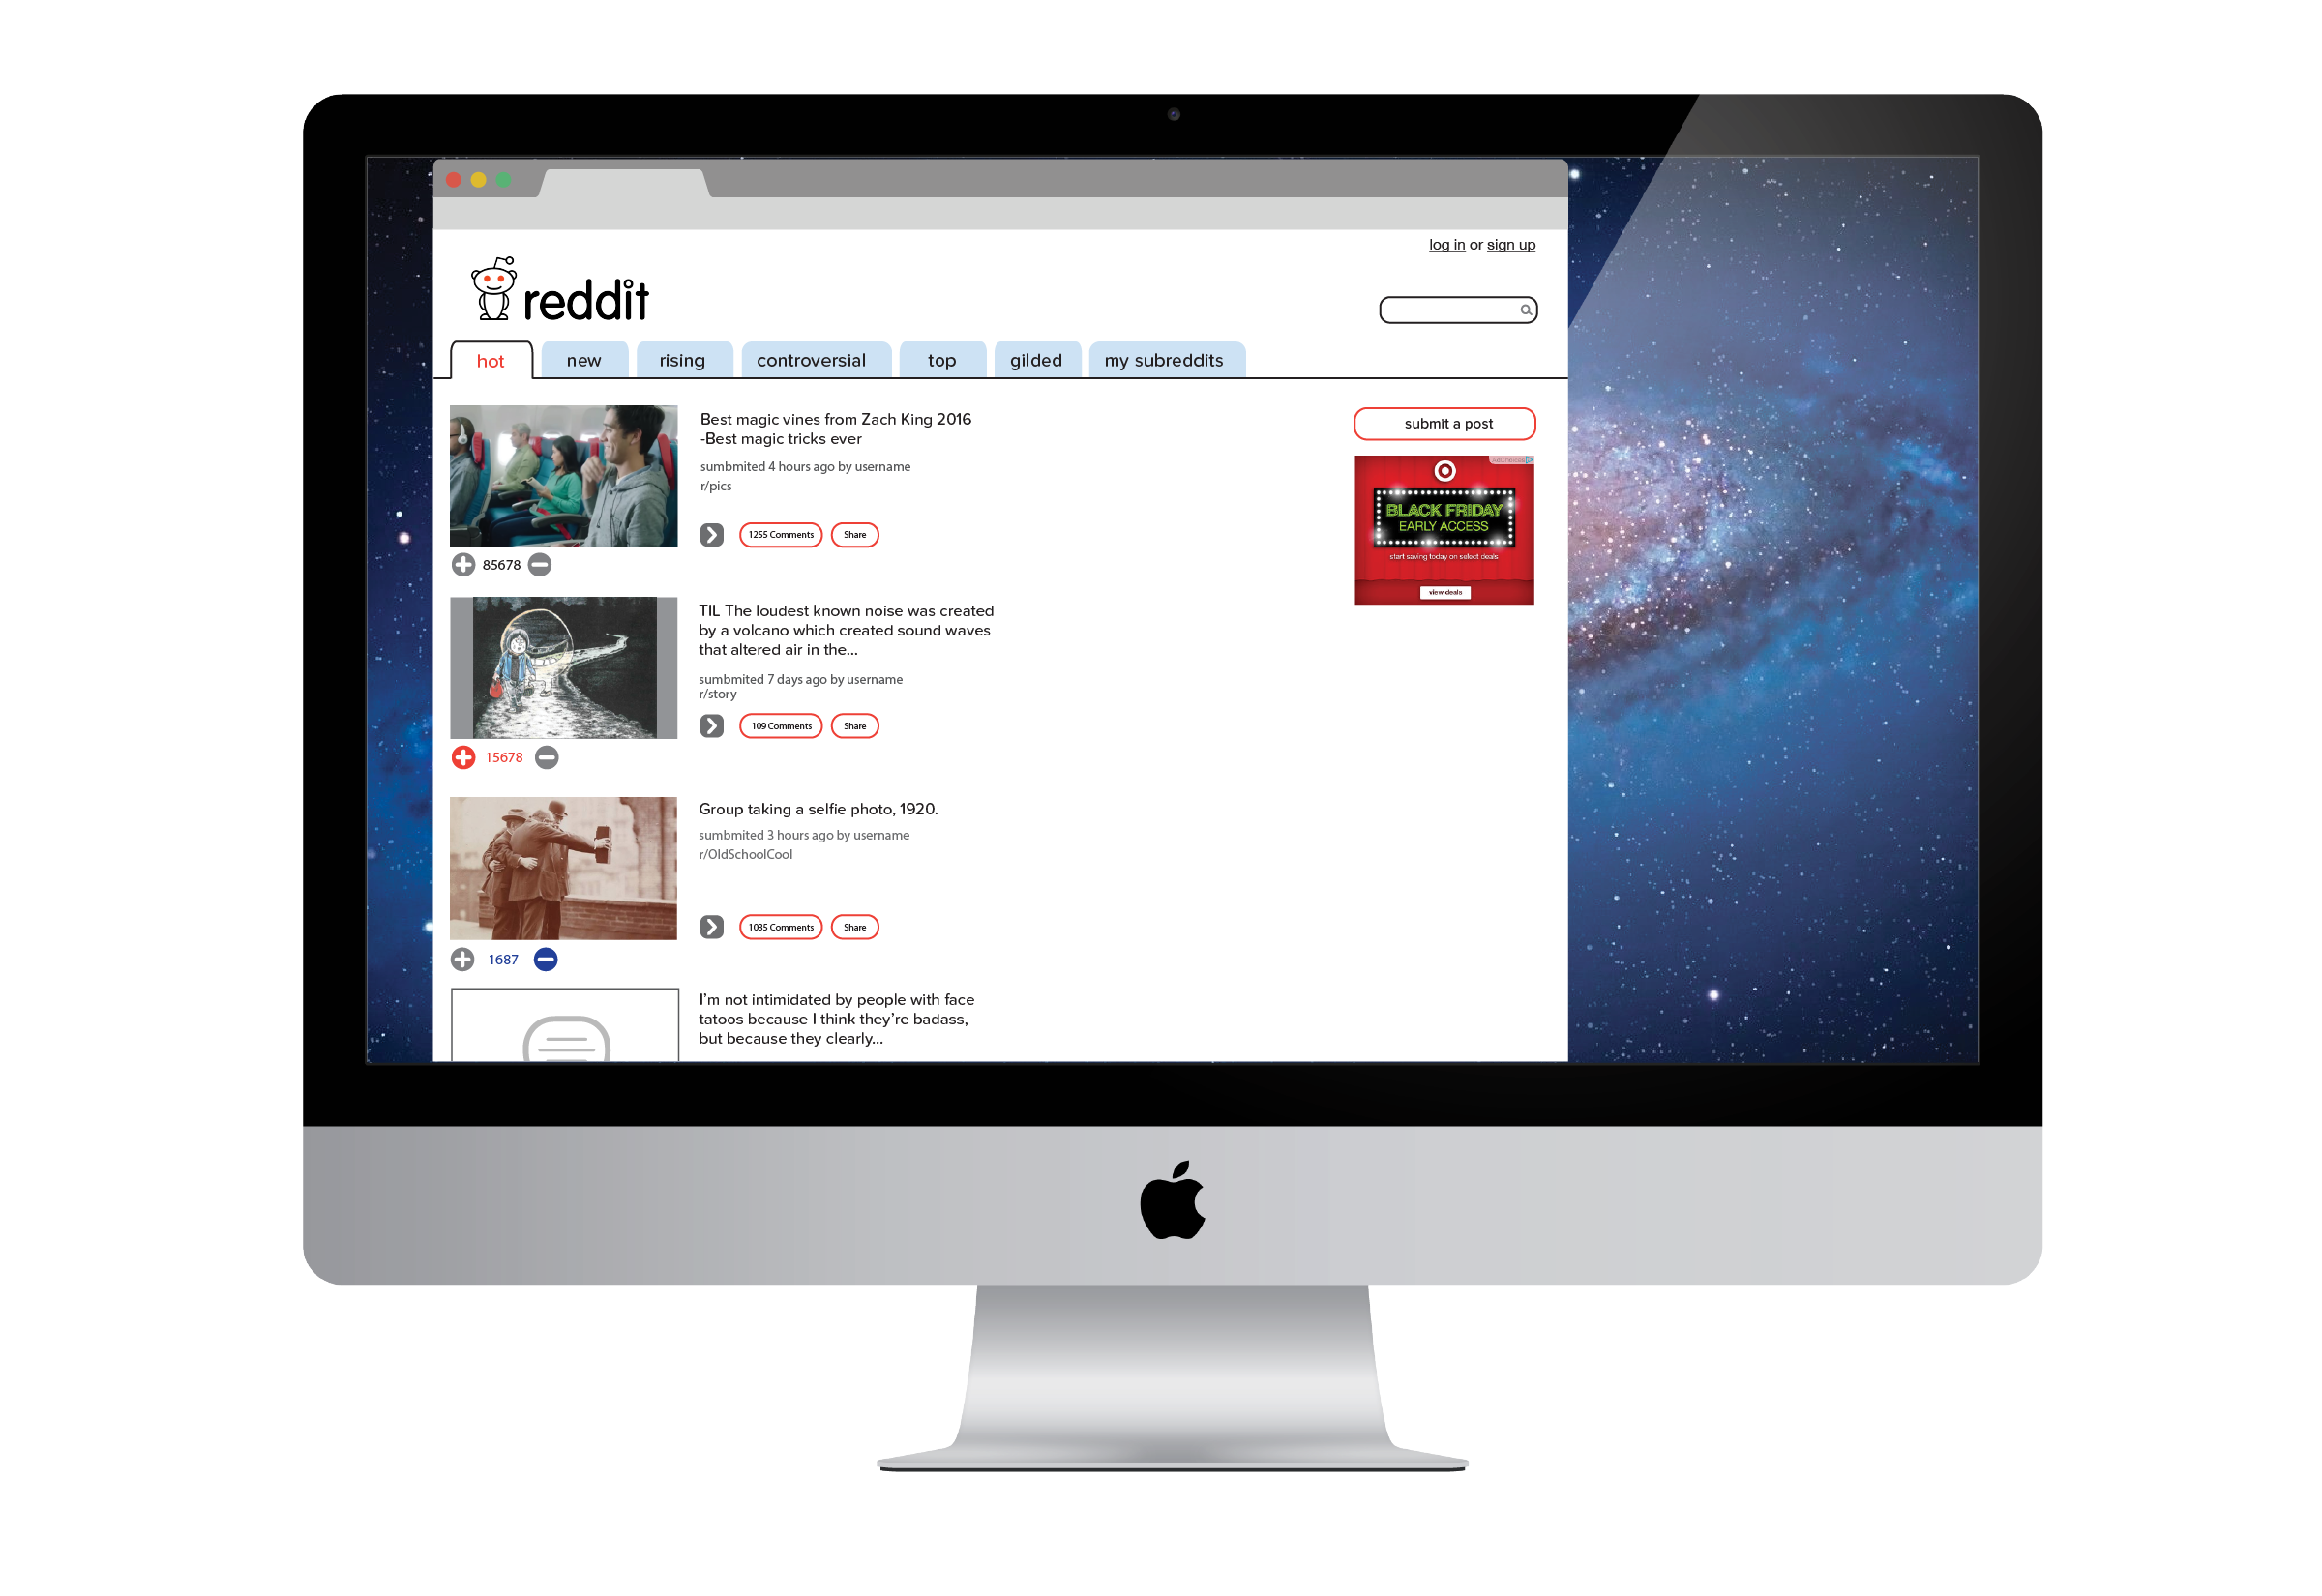 log in or sign up
reddit
hot
new
rising
controversial
top
gilded
my subreddits
Best magic vines from Zach King 2016
-Best magic tricks ever
sumbmited 4 hours ago by username
r/pics
1255 Comments
Share
85678
submit a post
AdChoices
BLACK FRIDAY
EARLY ACCESS
start saving today on select deals
view deals
TIL The loudest known noise was created
by a volcano which created sound waves
that altered air in the...
sumbmited 7 days ago by username
r/story
109 Comments
Share
15678
Group taking a selfie photo, 1920.
sumbmited 3 hours ago by username
r/OldSchoolCool
1035 Comments
Share
1687
I'm not intimidated by people with face
tatoos because I think they're badass,
but because they clearly...